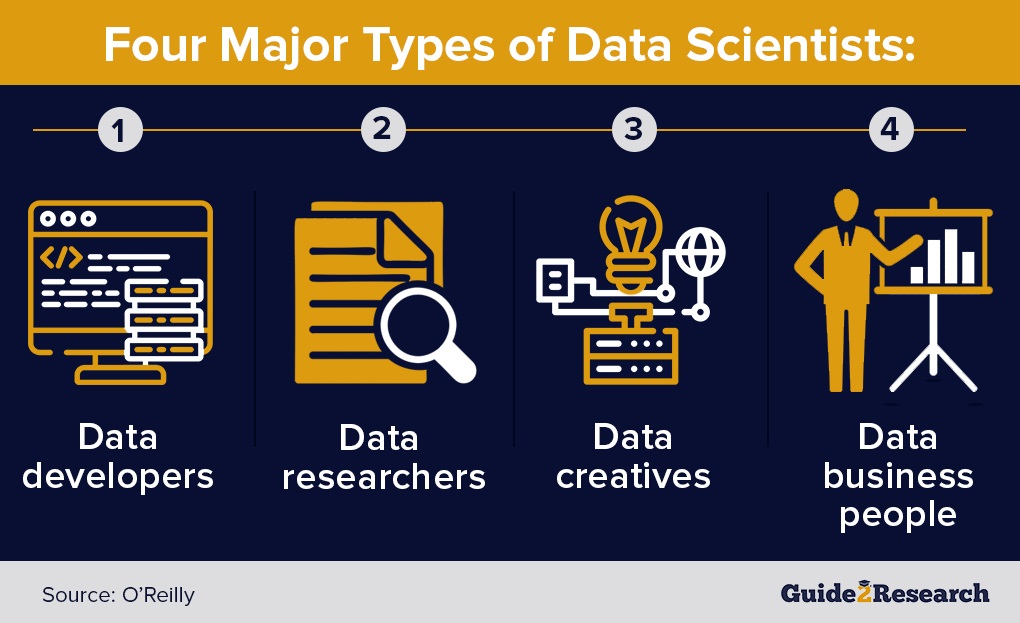 Four Major Types of Data Scientists:
1
2
3
4
</>
Data
developers
Data
researchers
Data
creatives
Data
business
people
Source: O'Reilly
Guide2Research